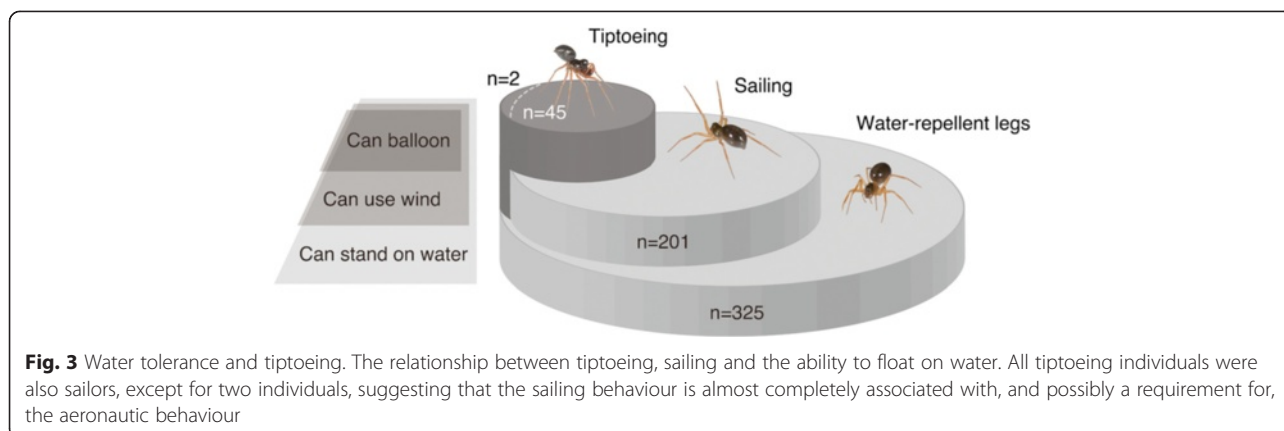 Tiptoeing
n=2
Sailing
n=45
Water-repellent legs
Can balloon
Can use wind
n=201
Can stand on water
n=325
Fig. 3 Water tolerance and tiptoeing. The relationship between tiptoeing, sailing and the ability to float on water. All tiptoeing individuals were
also sailors, except for two individuals, suggesting that the sailing behaviour is almost completely associated with, and possibly a requirement for,
the aeronautic behaviour